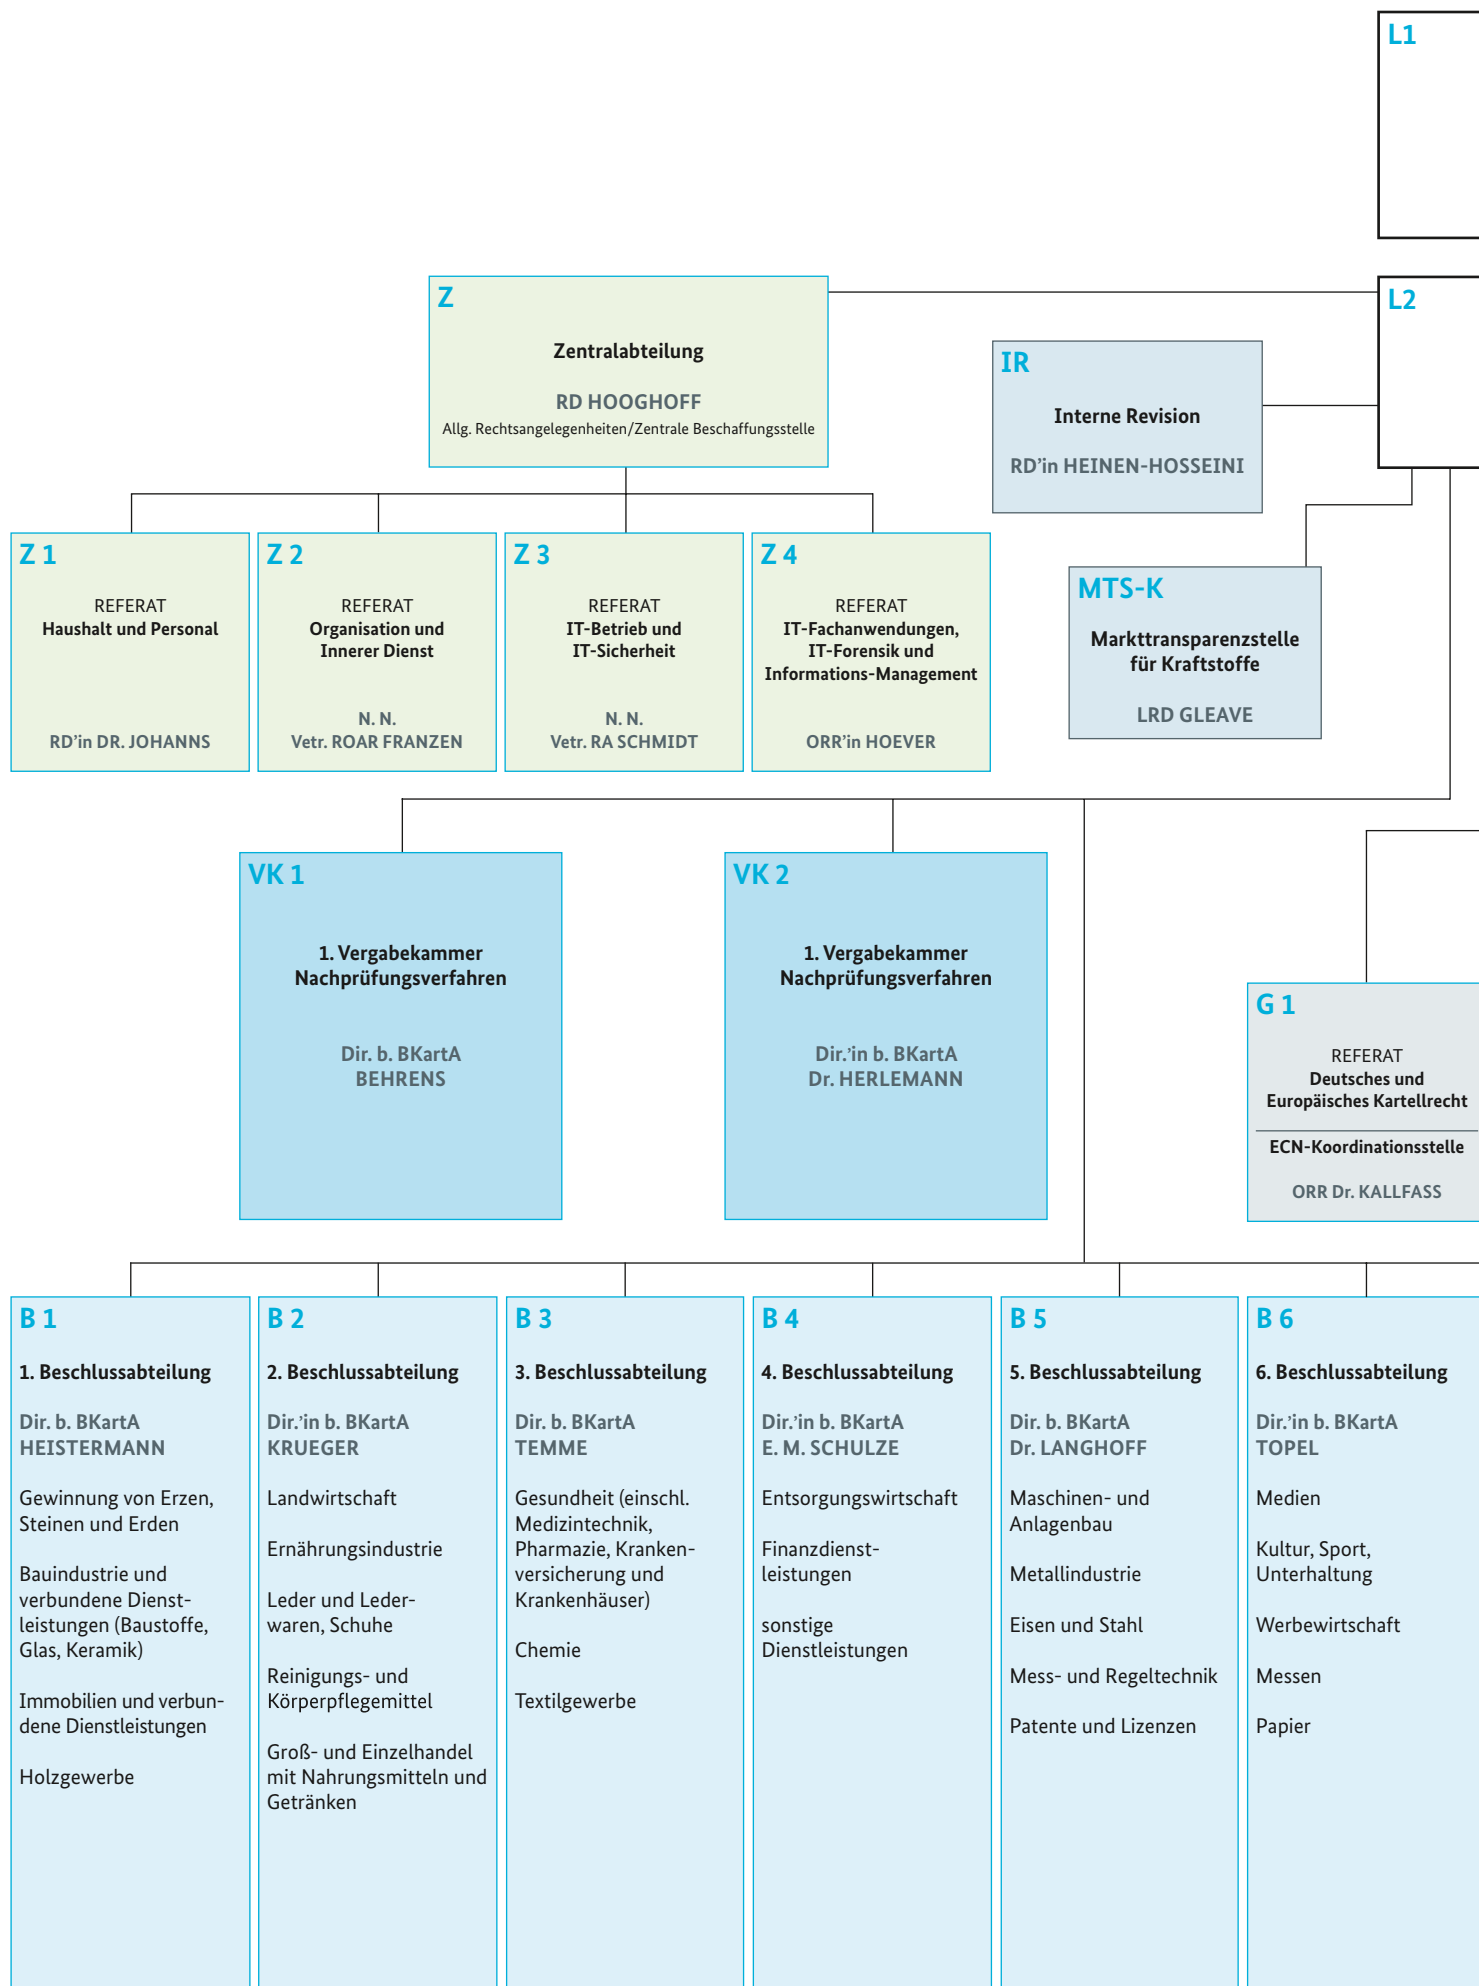 L1
L2
Z
Zentralabteilung
RD HOOGHOFF
Allg. Rechtsangelegenheiten/Zentrale Beschaffungsstelle
IR
Interne Revision
RD’in HEINEN-HOSSEINI
Z 1
REFERAT
Haushalt und Personal
RD’in DR. JOHANNS
Z 2
REFERAT
Organisation und
Innerer Dienst
N. N.
Vetr. ROAR FRANZEN
Z 3
REFERAT
IT-Betrieb und
IT-Sicherheit
N. N.
Vetr. RA SCHMIDT
Z 4
REFERAT
IT-Fachanwendungen,
IT-Forensik und
Informations-Management
ORR’in HOEVER
MTS-K
Markttransparenzstelle
für Kraftstoffe
LRD GLEAVE
VK 1
1. Vergabekammer
Nachprüfungsverfahren
Dir. b. BKartA
BEHRENS
VK 2
1. Vergabekammer
Nachprüfungsverfahren
Dir.’in b. BKartA
Dr. HERLEMANN
G 1
REFERAT
Deutsches und
Europäisches Kartellrecht
ECN-Koordinationsstelle
ORR Dr. KALLFASS
B 1
1. Beschlussabteilung
Dir. b. BKartA
HEISTERMANN
Gewinnung von Erzen,
Steinen und Erden
Bauindustrie und
verbundene Dienst-
leistungen (Baustoffe,
Glas, Keramik)
Immobilien und verbun-
dene Dienstleistungen
Holzgewerbe
B 2
2. Beschlussabteilung
Dir.’in b. BKartA
KRUEGER
Landwirtschaft
Ernährungsindustrie
Leder und Leder-
waren, Schuhe
Reinigungs- und
Körperpflegemittel
Groß- und Einzelhandel
mit Nahrungsmitteln und
Getränken
B 3
3. Beschlussabteilung
Dir. b. BKartA
TEMME
Gesundheit (einschl.
Medizintechnik,
Pharmazie, Kranken-
versicherung und
Krankenhäuser)
Chemie
Textilgewerbe
B 4
4. Beschlussabteilung
Dir.’in b. BKartA
E. M. SCHULZE
Entsorgungswirtschaft
Finanzdienst-
leistungen
sonstige
Dienstleistungen
B 5
5. Beschlussabteilung
Dir. b. BKartA
Dr. LANGHOFF
Maschinen- und
Anlagenbau
Metallindustrie
Eisen und Stahl
Mess- und Regeltechnik
Patente und Lizenzen
B 6
6. Beschlussabteilung
Dir.’in b. BKartA
TOPEL
Medien
Kultur, Sport,
Unterhaltung
Werbewirtschaft
Messen
Papier